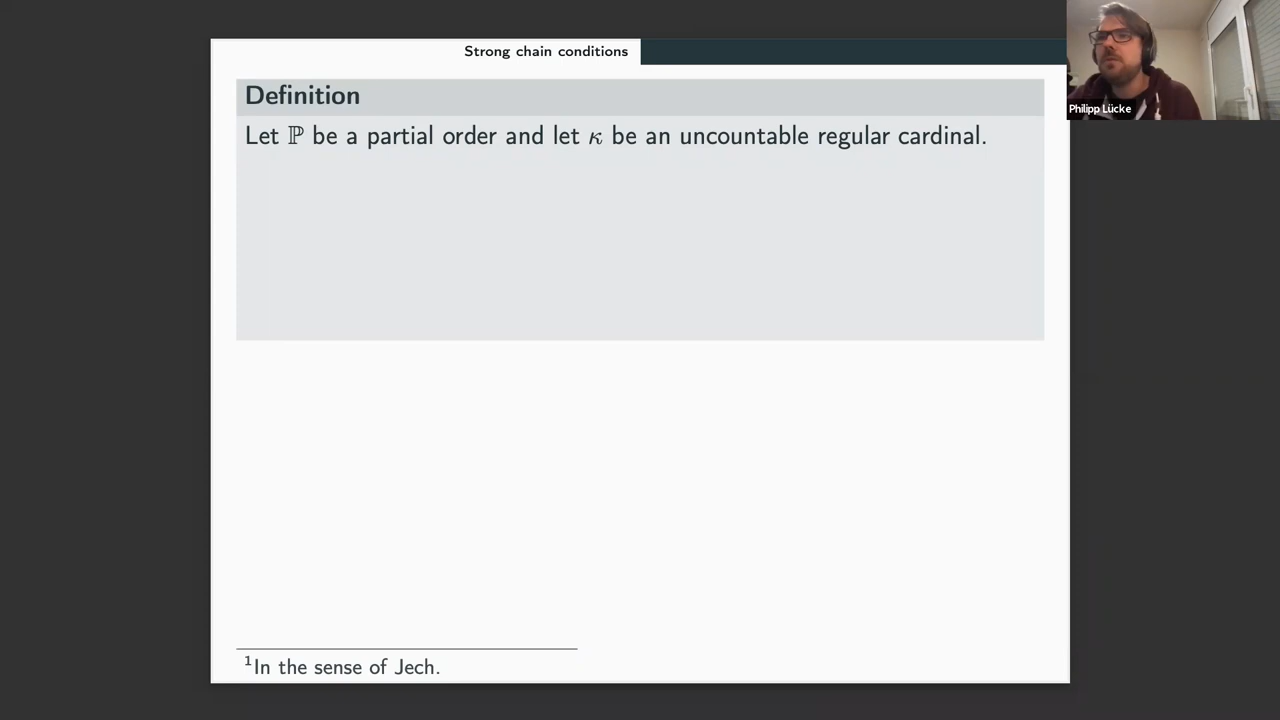 Strong chain conditions
Definition
Let ℙ be a partial order and let κ be an uncountable regular cardinal.
¹In the sense of Jech.
Philipp Lücke